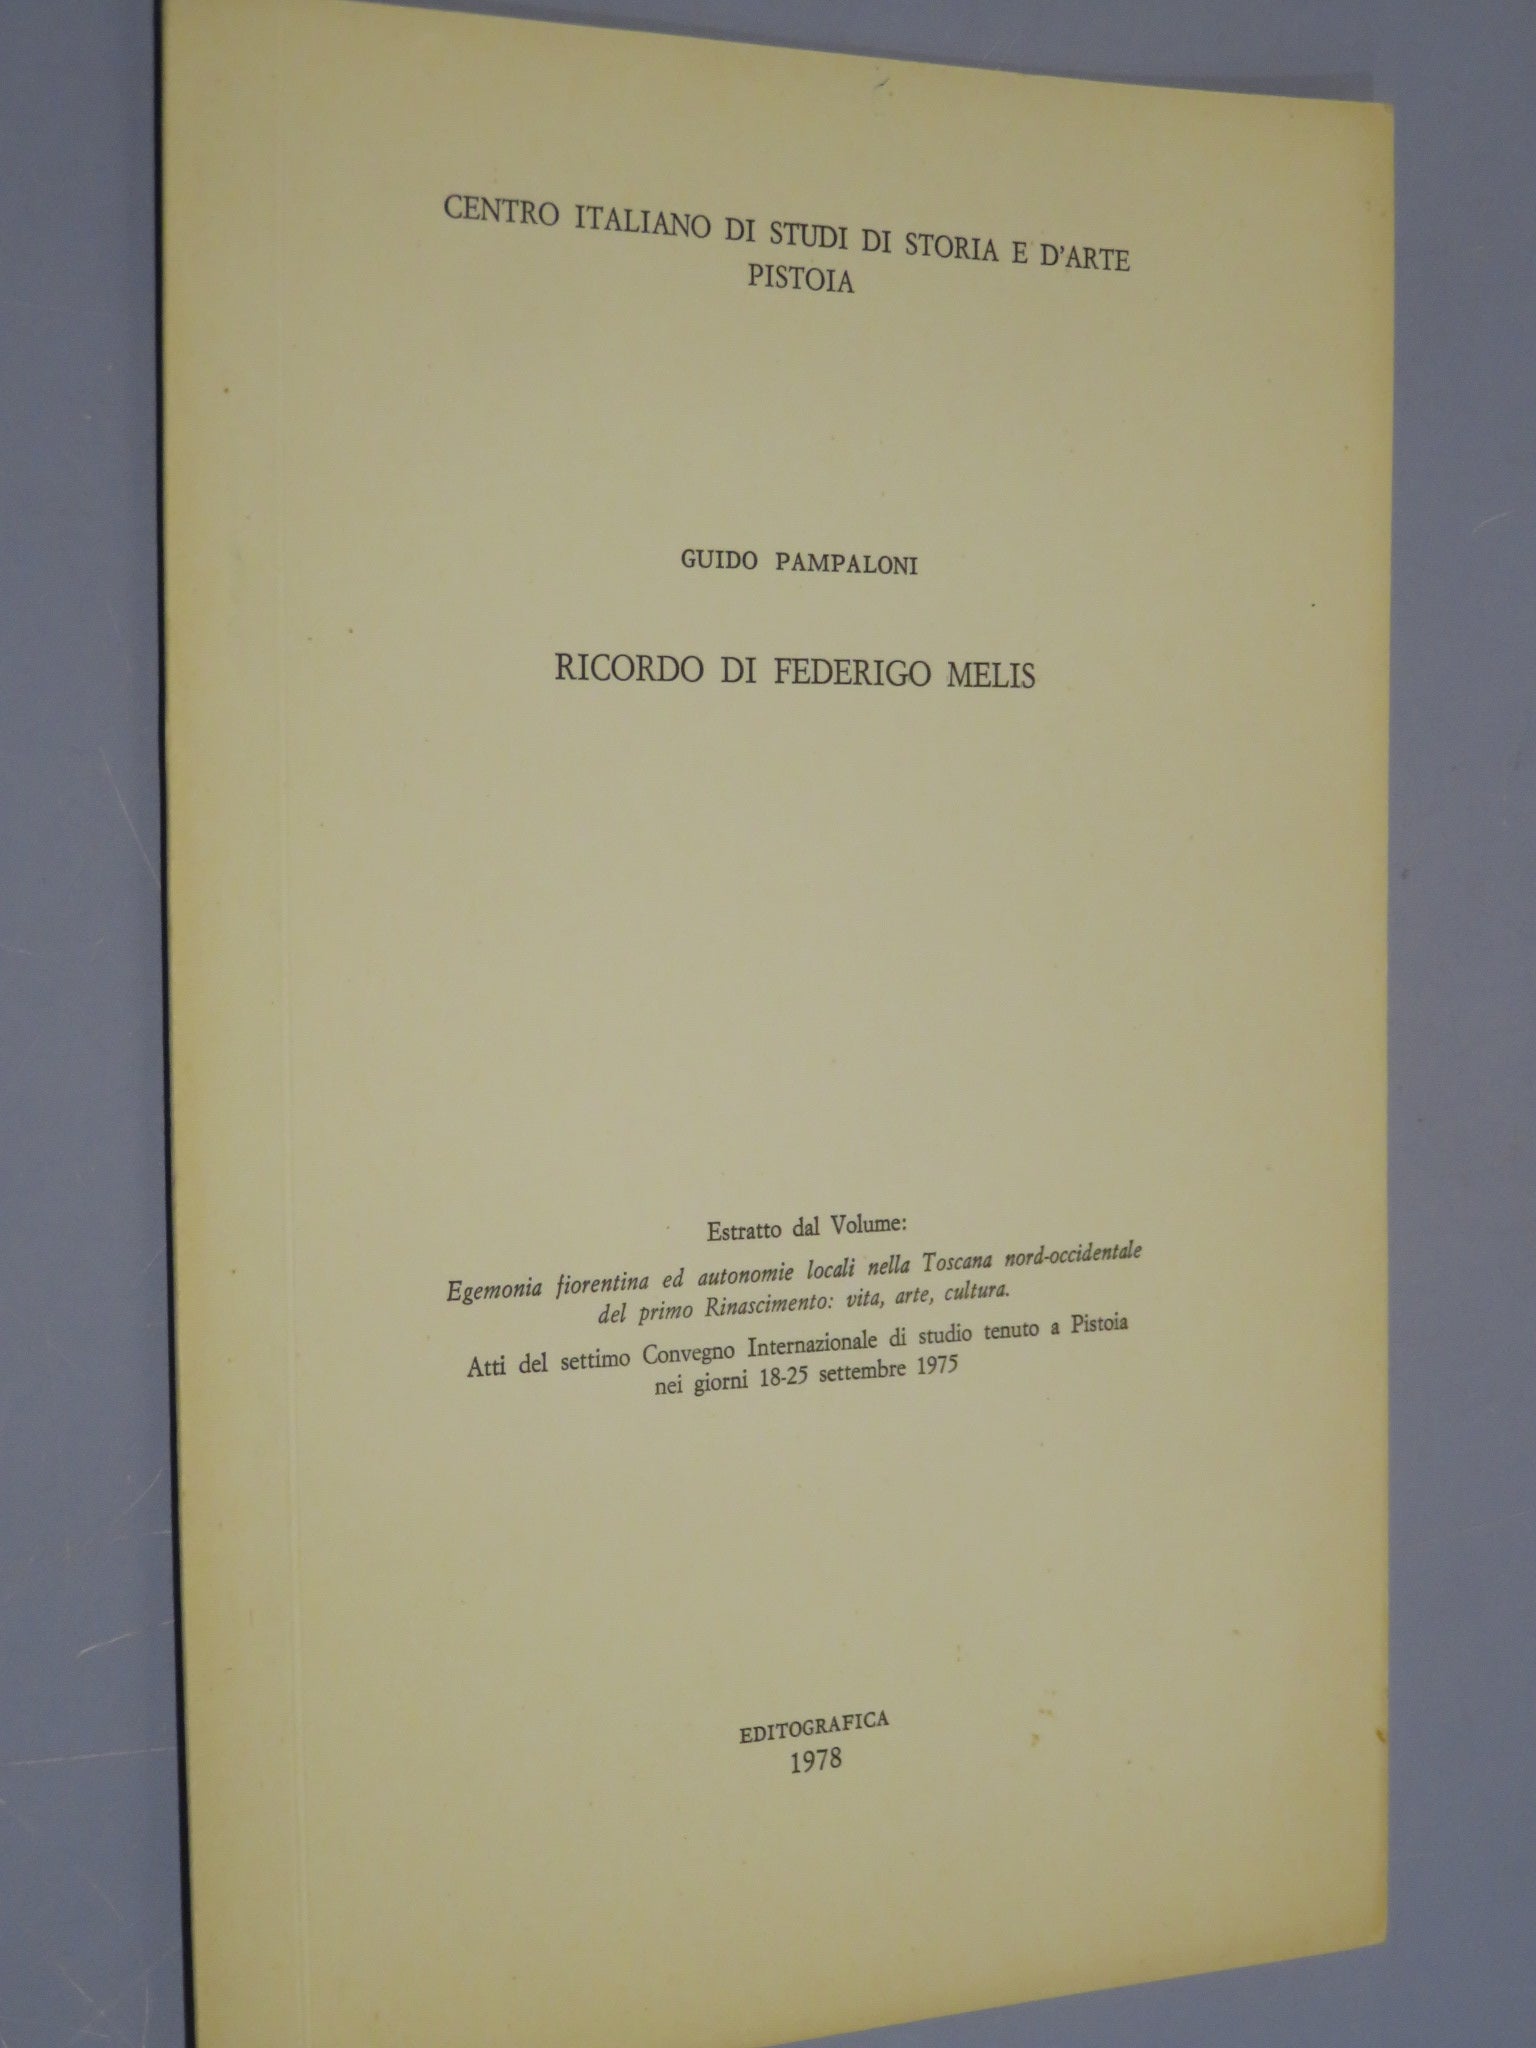 CENTRO ITALIANO DI STUDI DI STORIA E D'ARTE
PISTOIA
GUIDO PAMPALONI
RICORDO DI FEDERIGO MELIS
Estratto dal Volume:
Egemonia fiorentina ed autonomie locali nella Toscana nord-occidentale
del primo Rinascimento: vita, arte, cultura.
Atti del settimo Convegno Internazionale di studio tenuto a Pistoia
nei giorni 18-25 settembre 1975
EDITOGRAFICA
1978